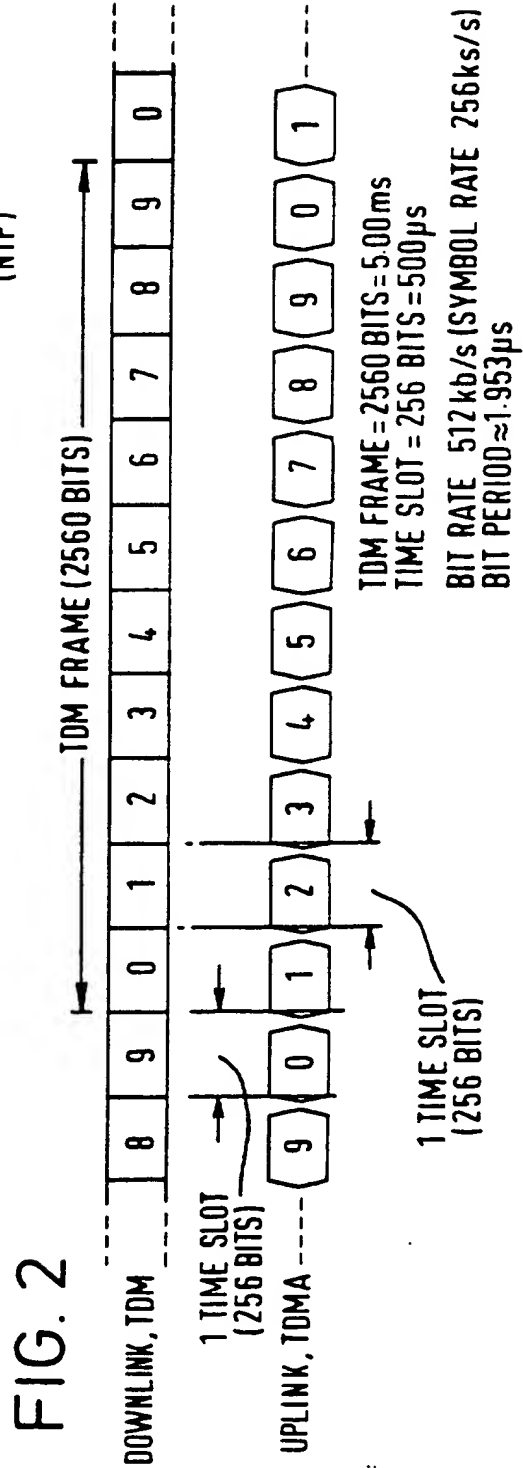 (NTP)
FIG. 2
TDM FRAME (2560 BITS)
DOWNLINK, TDM
8 9 0 1 2 3 4 5 6 7 8 9 0
1 TIME SLOT
(256 BITS)
UPLINK, TDMA
9 0 1 2 3 4 5 6 7 8 9 0 1
1 TIME SLOT
(256 BITS)
TDM FRAME = 2560 BITS = 5.00ms
TIME SLOT = 256 BITS = 500µs
BIT RATE 512kb/s (SYMBOL RATE 256ks/s)
BIT PERIOD ≈ 1·953µs